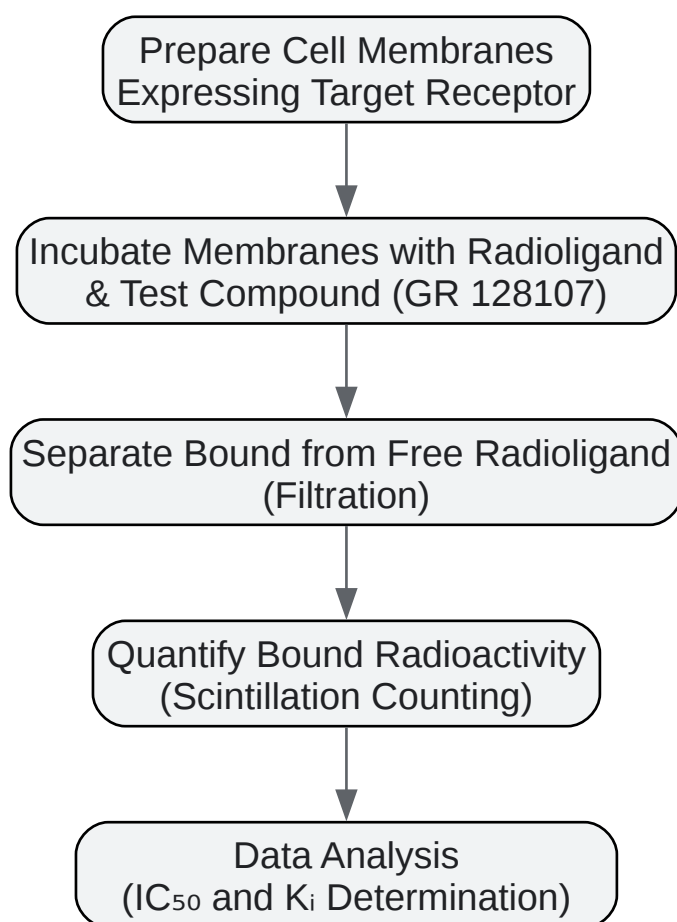 Prepare Cell Membranes
Expressing Target Receptor
Incubate Membranes with Radioligand
& Test Compound (GR 128107)
Separate Bound from Free Radioligand
(Filtration)
Quantify Bound Radioactivity
(Scintillation Counting)
Data Analysis
(IC₅₀ and Kᵢ Determination)